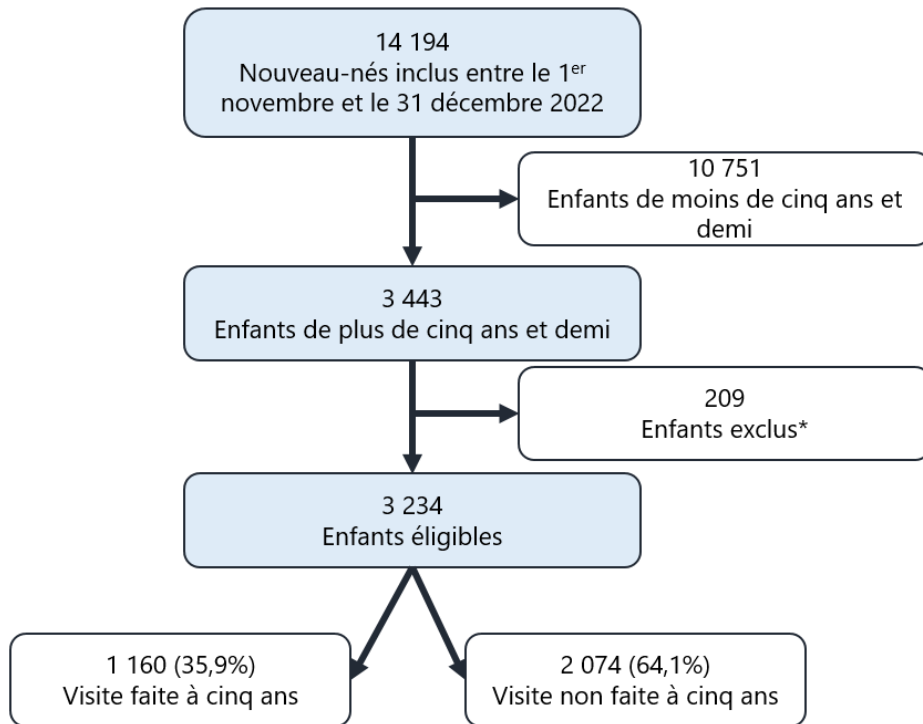 14 194
Nouveau-nés inclus entre le 1er
novembre et le 31 décembre 2022
10 751
Enfants de moins de cinq ans et
demi
3 443
Enfants de plus de cinq ans et demi
209
Enfants exclus*
3 234
Enfants éligibles
1 160 (35,9%)
Visite faite à cinq ans
2 074 (64,1%)
Visite non faite à cinq ans